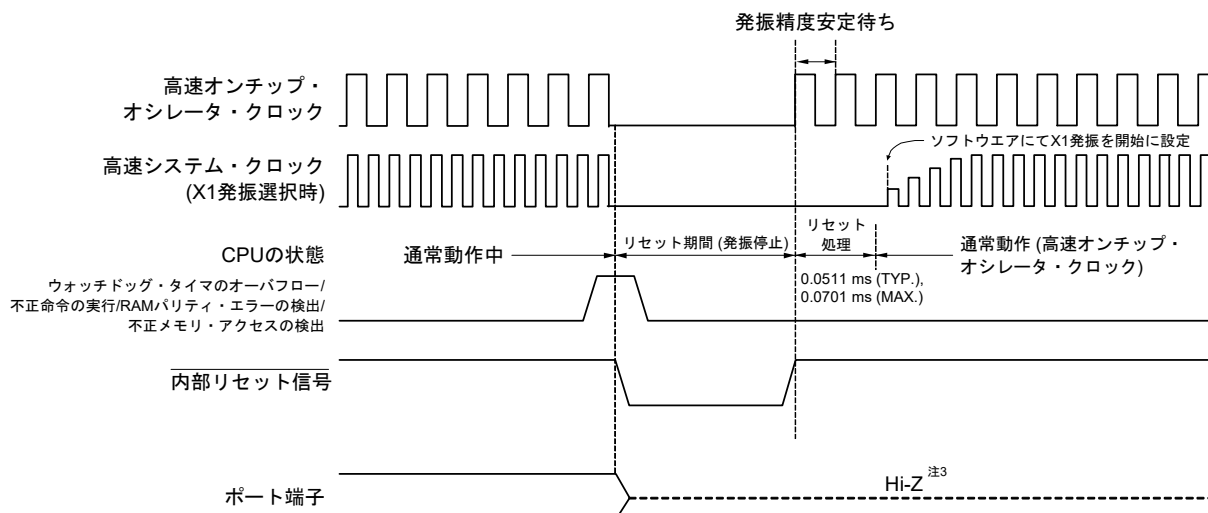 発振精度安定待ち
高速オンチップ・
オシレータ・クロック
ソフトウエアにてX1発振を開始に設定
高速システム・クロック
(X1発振選択時)
CPUの状態
通常動作中
リセット期間 (発振停止)
リセット
処理
0.0511 ms (TYP.),
0.0701 ms (MAX.)
通常動作 (高速オンチップ・
オシレータ・クロック)
ウォッチドッグ・タイマのオーバフロー/
不正命令の実行/RAMパリティ・エラーの検出/
不正メモリ・アクセスの検出
内部リセット信号
ポート端子
Hi-Z 注3